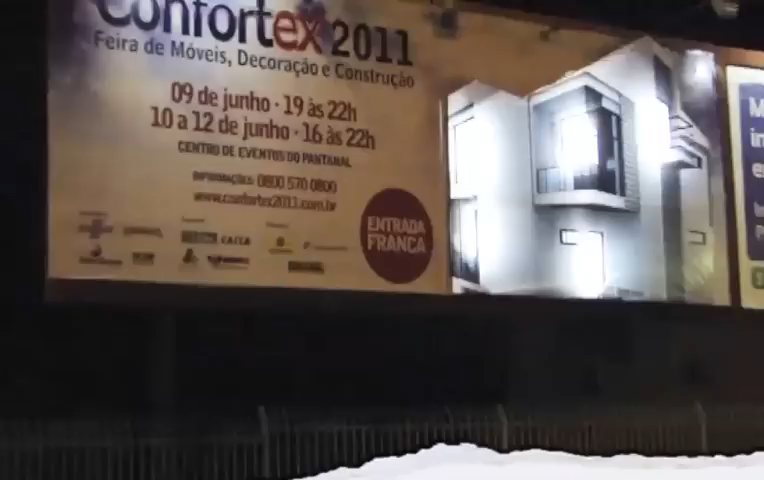 Confortex 2011
Feira de Móveis, Decoração e Construção
09 de junho · 19 às 22h
10 a 12 de junho · 16 às 22h
CENTRO DE EVENTOS DO PANTANAL
INFORMAÇÕES: 0800 570 0800
www.confortex2011.com.br
ENTRADA
FRANCA
CAIXA